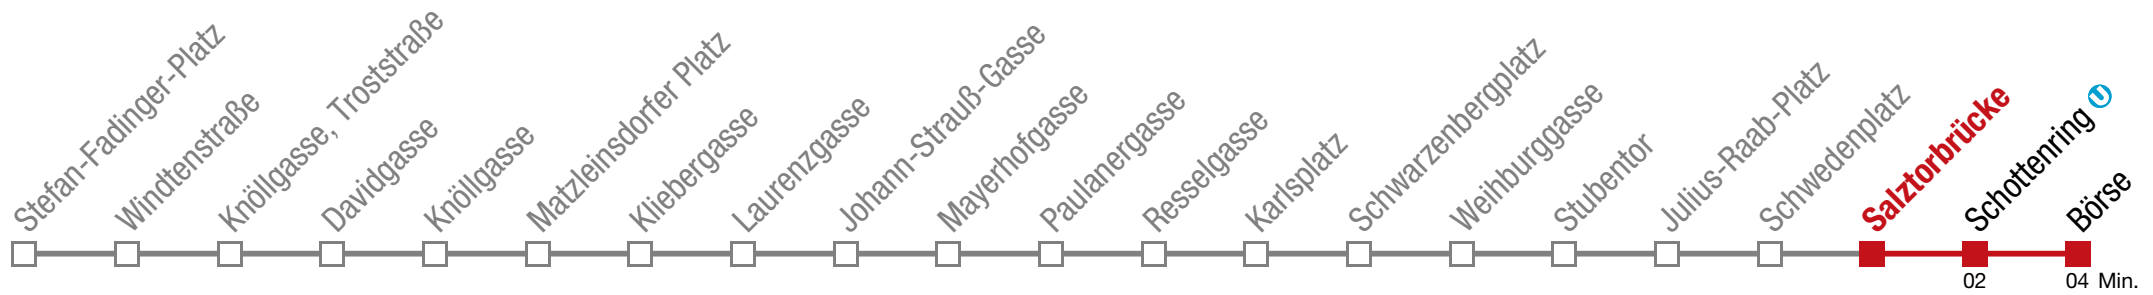 Stefan-Fadinger-Platz
Windtenstraße
Knöllgasse, Troststraße
Davidgasse
Knöllgasse
Matzleinsdorfer Platz
Kliebergasse
Laurenzgasse
Johann-Strauß-Gasse
Mayerhofgasse
Paulanergasse
Resselgasse
Karlsplatz
Schwarzenbergplatz
Weihburggasse
Stubentor
Julius-Raab-Platz
Schwedenplatz
Salztorbrücke
Schottenring U
Börse
02
04 Min.